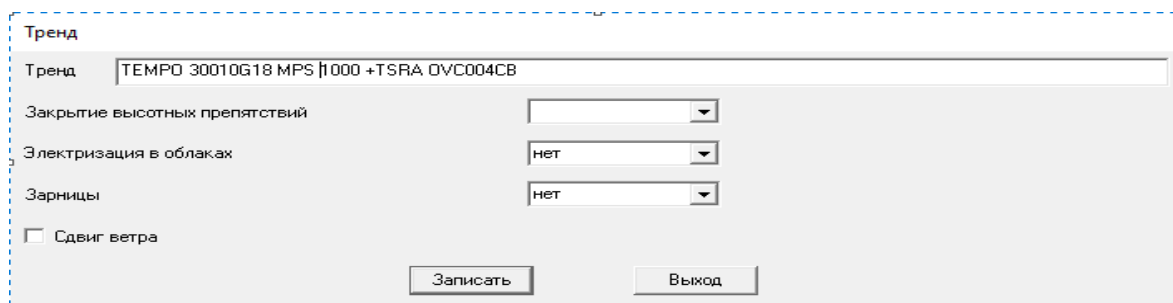 Тренд
Тренд TEMPO 30010G18 MPS 1000 +TSRA OVC004CB
Закрытие высотных препятствий
Электризация в облаках нет
Зарницы нет
Сдвиг ветра
Записать Выход